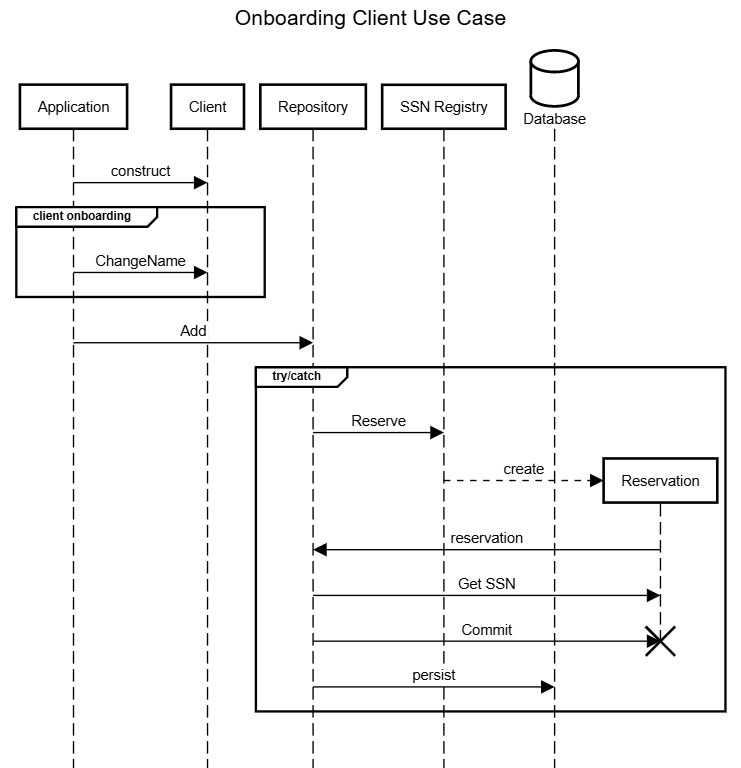 Onboarding Client Use Case
Application
Client
Repository
SSN Registry
Database
construct
client onboarding
ChangeName
Add
try/catch
Reserve
create
Reservation
reservation
Get SSN
Commit
persist